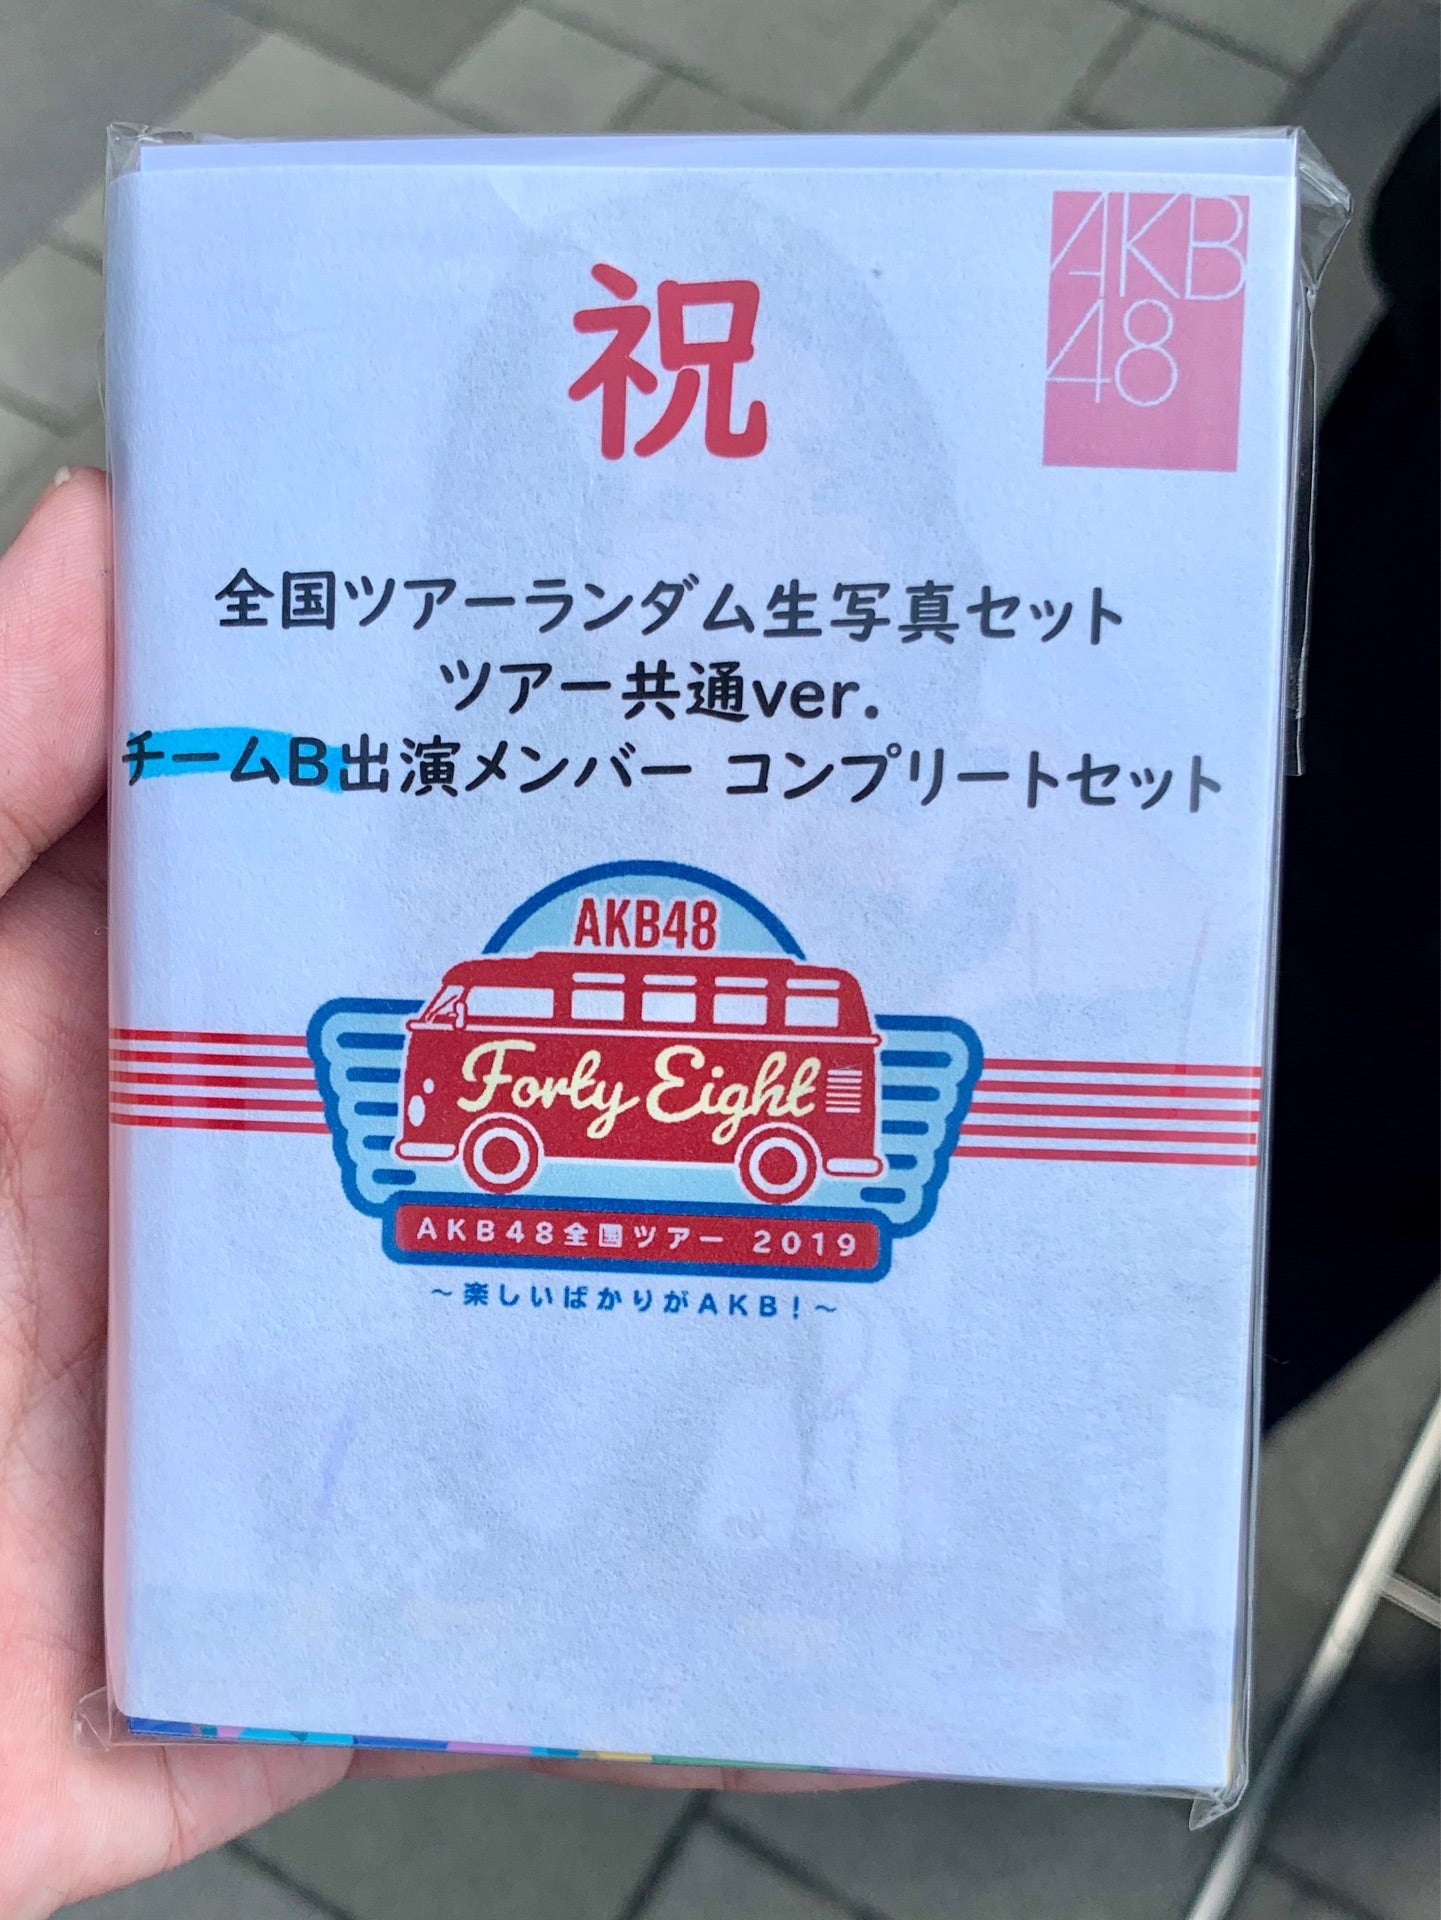 AKB
48
祝
全国ツアーランダム生写真セット
ツアー共通ver.
チームB出演メンバー コンプリートセット
AKB48
Forty Eight
AKB48全国ツアー 2019
～楽しいばかりがAKB！～